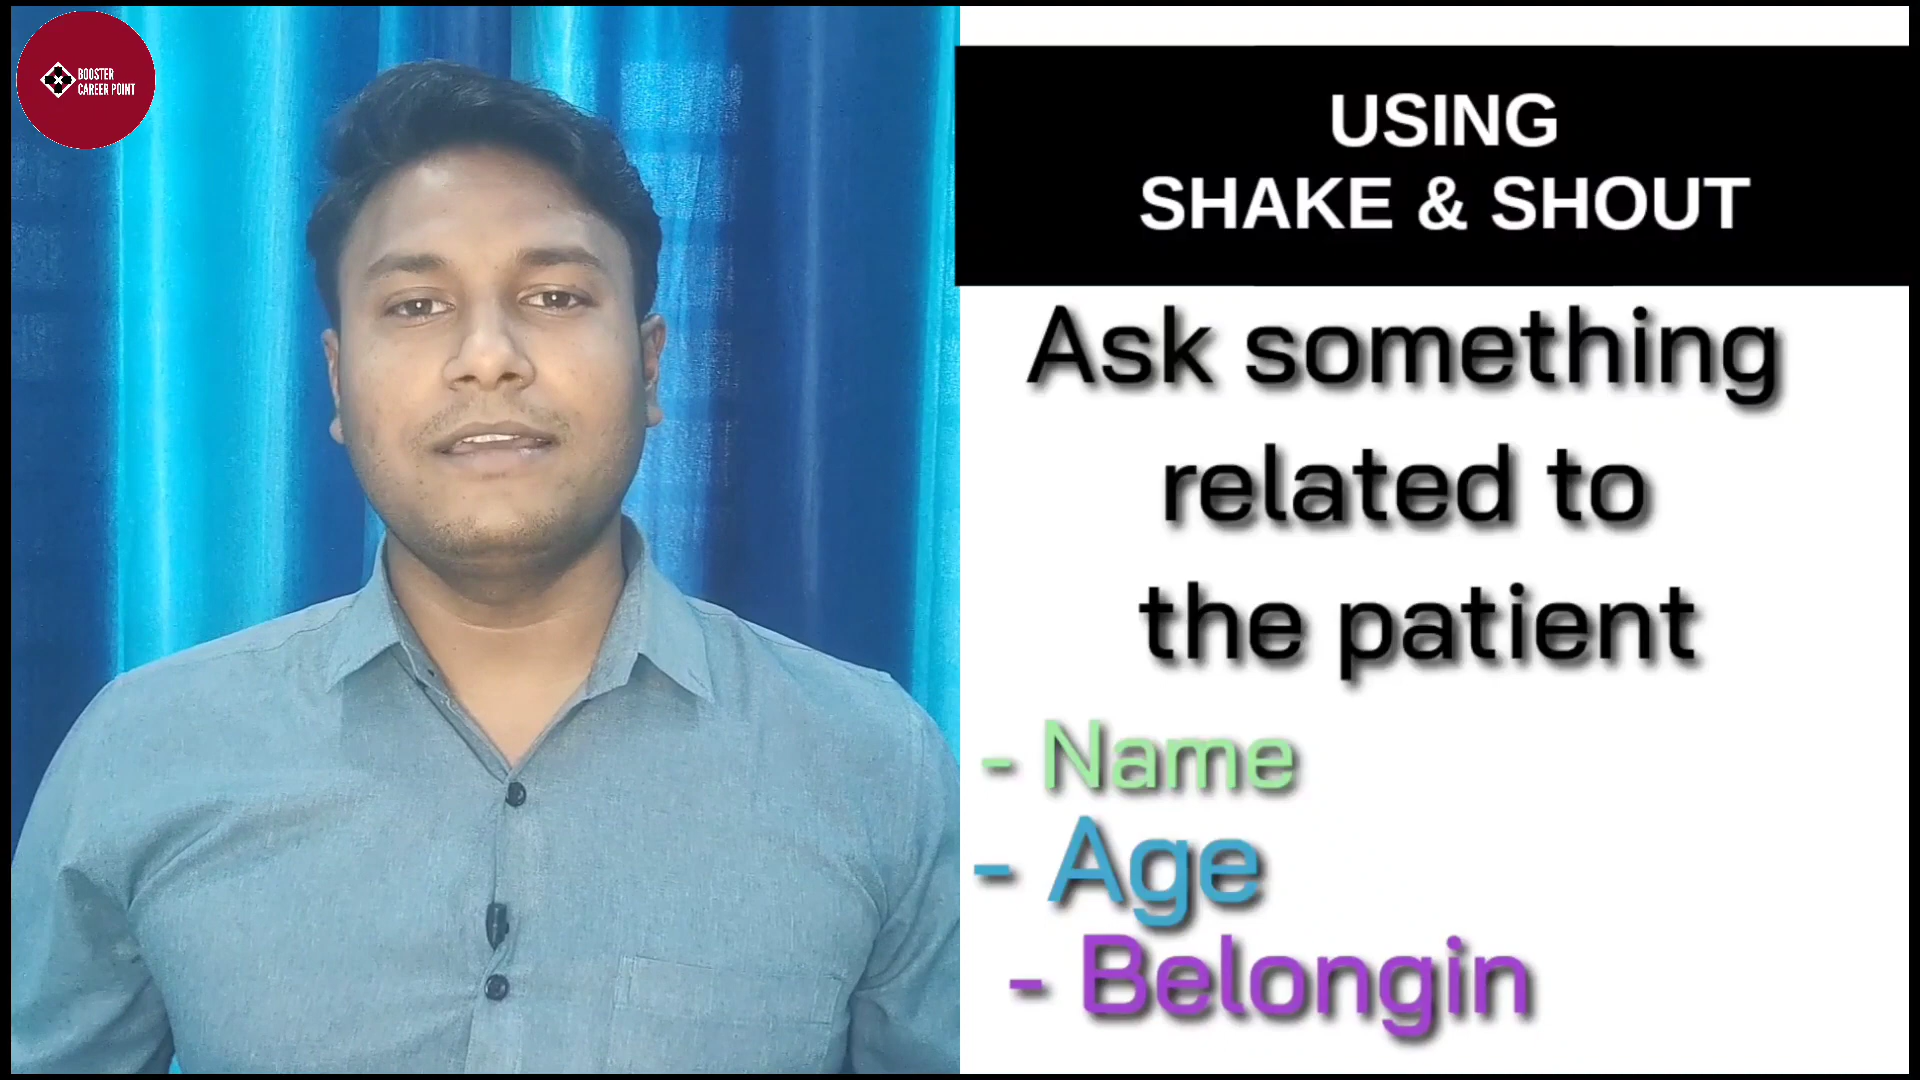 BOOSTER
CAREER POINT
USING
SHAKE & SHOUT
Ask something
related to
the patient
- Name
- Age
- Belongin